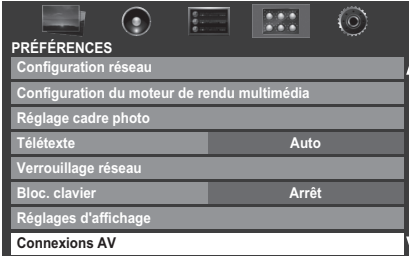 PRÉFÉRENCES
Configuration réseau
Configuration du moteur de rendu multimédia
Réglage cadre photo
Télétexte Auto
Verrouillage réseau
Bloc. clavier Arrêt
Réglages d'affichage
Connexions AV